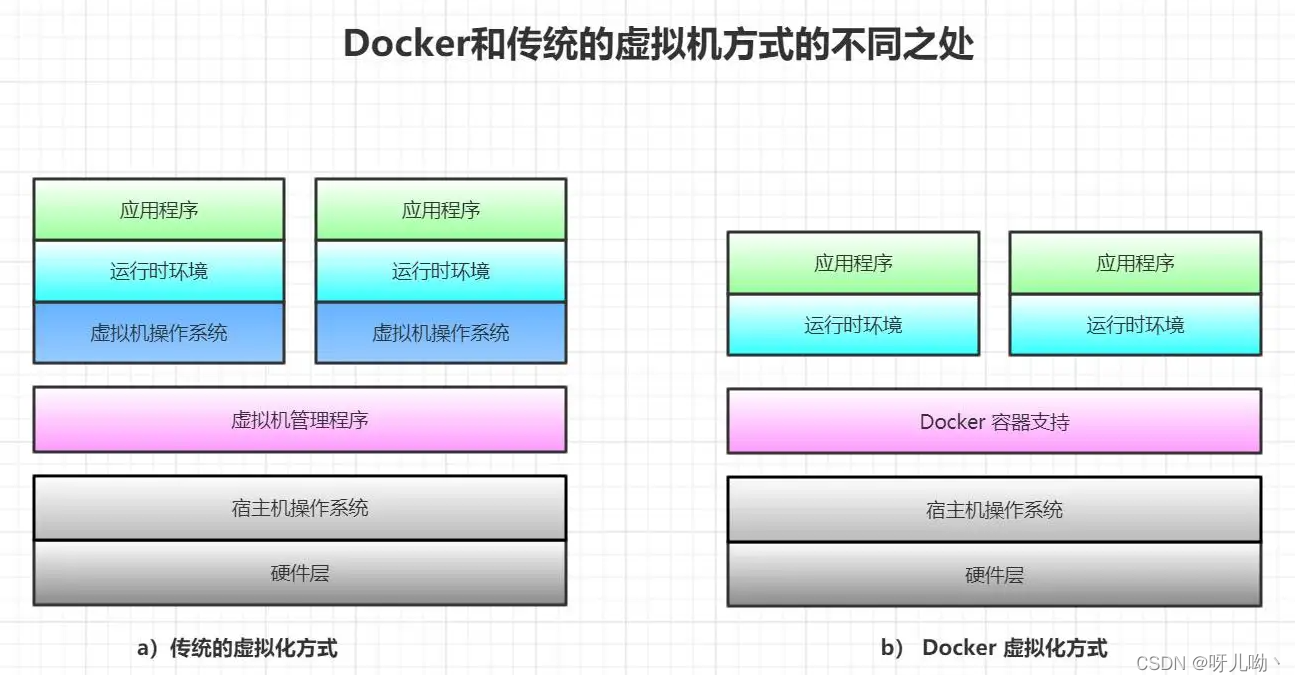 Docker和传统的虚拟机方式的不同之处
应用程序
应用程序
运行时环境
运行时环境
虚拟机操作系统
虚拟机操作系统
虚拟机管理程序
宿主机操作系统
硬件层
a）传统的虚拟化方式
应用程序
应用程序
运行时环境
运行时环境
Docker 容器支持
宿主机操作系统
硬件层
b） Docker 虚拟化方式
CSDN @呀儿呦丶